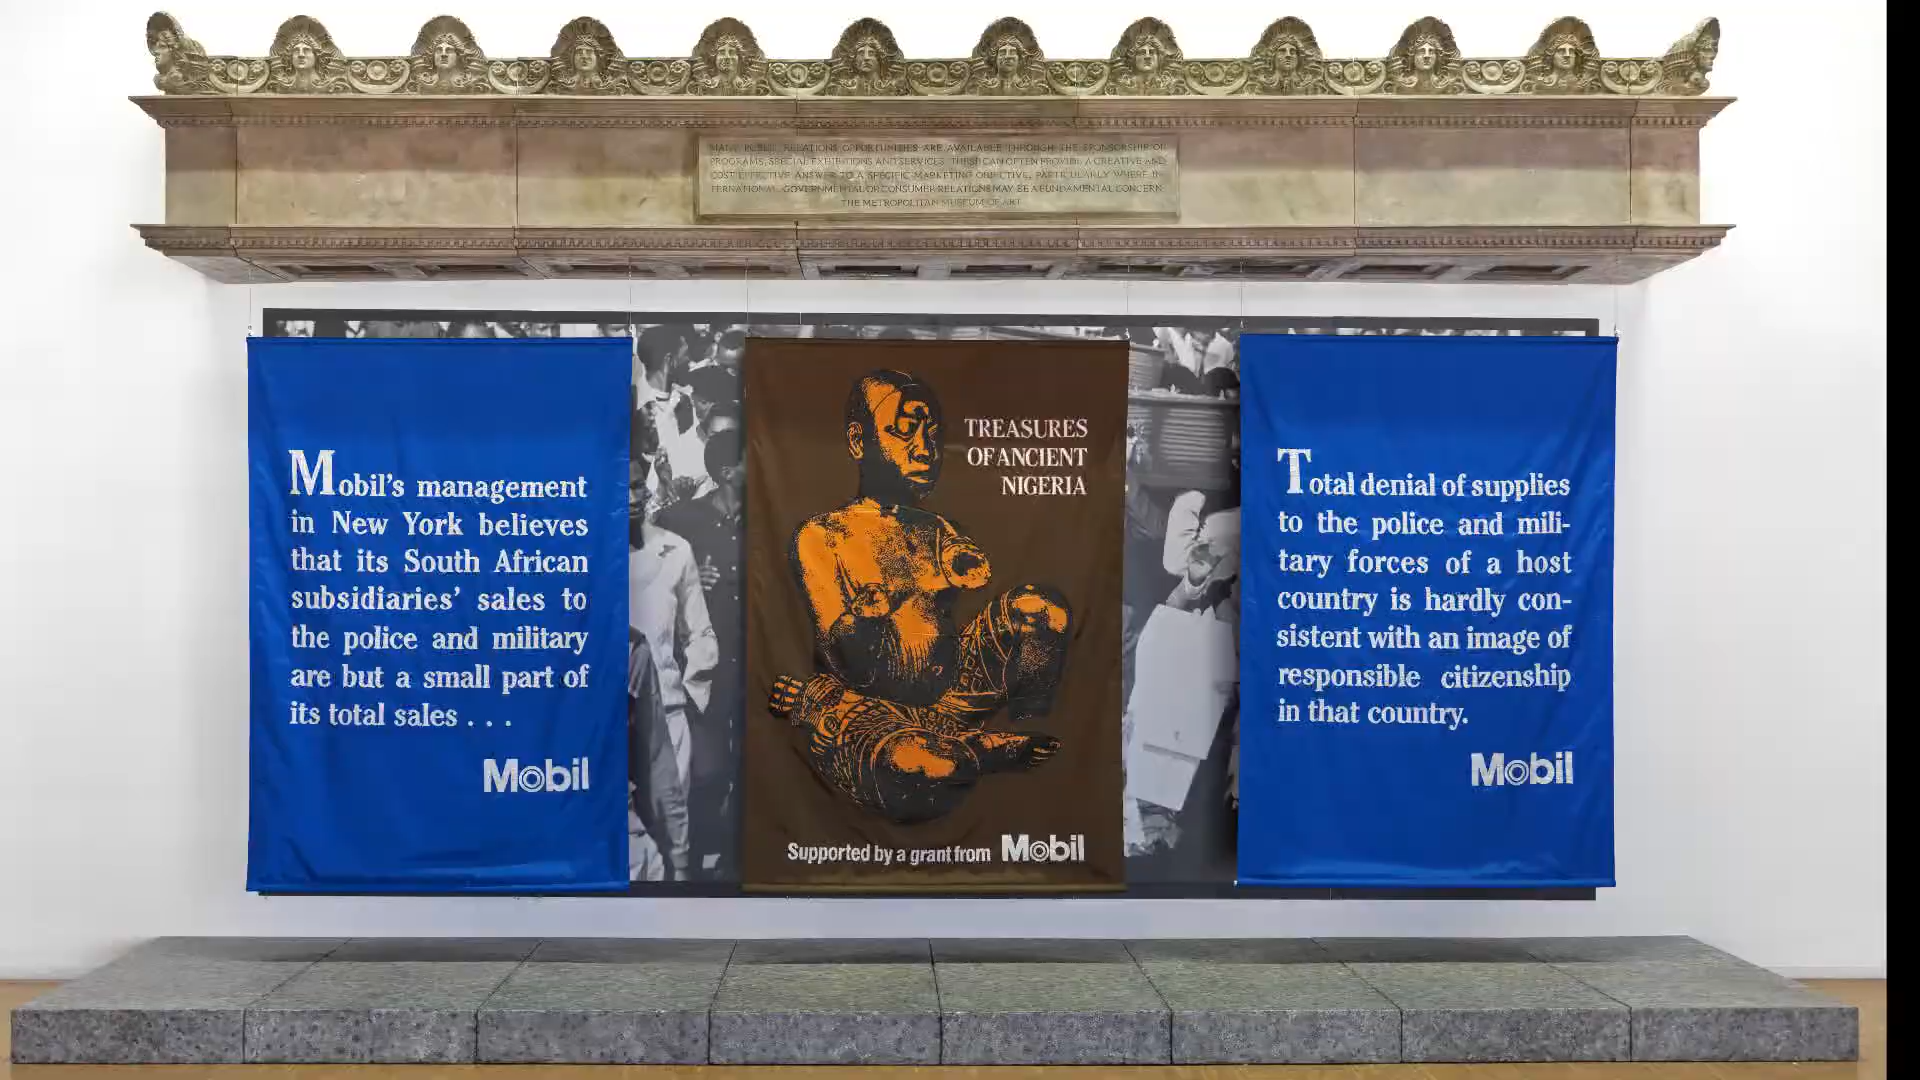 MANY PUBLIC RELATIONS OPPORTUNITIES ARE AVAILABLE THROUGH THE SPONSORSHIP OF
PROGRAMS, SPECIAL EXHIBITIONS AND SERVICES. THESE CAN OFTEN PROVIDE A CREATIVE AND
COST EFFECTIVE ANSWER TO A SPECIFIC MARKETING OBJECTIVE, PARTICULARLY WHERE IN-
TERNATIONAL, GOVERNMENTAL OR CONSUMER RELATIONS MAY BE A FUNDAMENTAL CONCERN.
THE METROPOLITAN MUSEUM OF ART
Mobil's management
in New York believes
that its South African
subsidiaries' sales to
the police and military
are but a small part of
its total sales . . .
Mobil
TREASURES
OF ANCIENT
NIGERIA
Supported by a grant from Mobil
Total denial of supplies
to the police and mili-
tary forces of a host
country is hardly con-
sistent with an image of
responsible citizenship
in that country.
Mobil